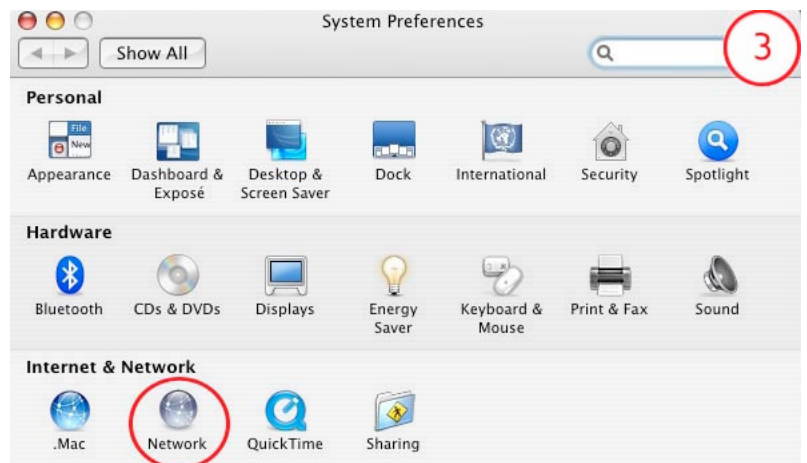 System Preferences
Show All
3
Personal
File
New
Appearance
Dashboard &
Exposé
Desktop &
Screen Saver
Dock
International
Security
Spotlight
Hardware
Bluetooth
CDs & DVDs
Displays
Energy
Saver
Keyboard &
Mouse
Print & Fax
Sound
Internet & Network
.Mac
Network
QuickTime
Sharing